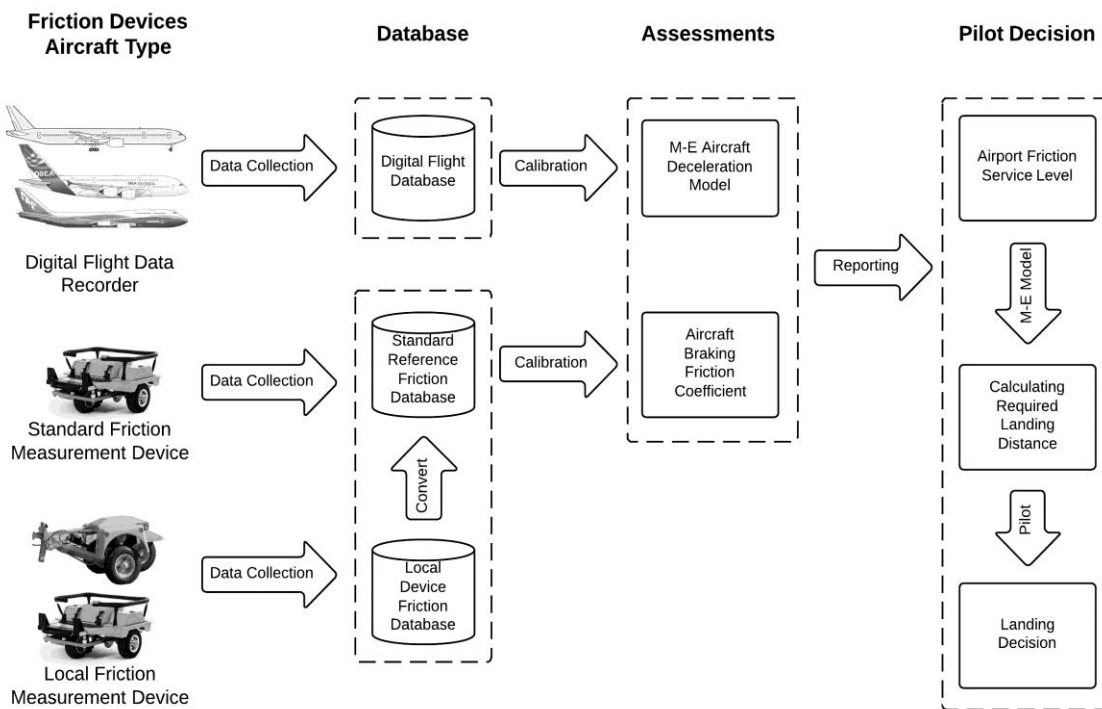 Friction Devices
Aircraft Type
Database
Assessments
Pilot Decision
Data Collection
Digital Flight
Database
Calibration
M-E Aircraft
Deceleration
Model
Airport Friction
Service Level
Digital Flight Data
Recorder
Reporting
M-E Model
Data Collection
Standard
Reference
Friction
Database
Calibration
Aircraft
Braking
Friction
Coefficient
Calculating
Required
Landing
Distance
Standard Friction
Measurement Device
Convert
Pilot
Data Collection
Local
Device
Friction
Database
Landing
Decision
Local Friction
Measurement Device